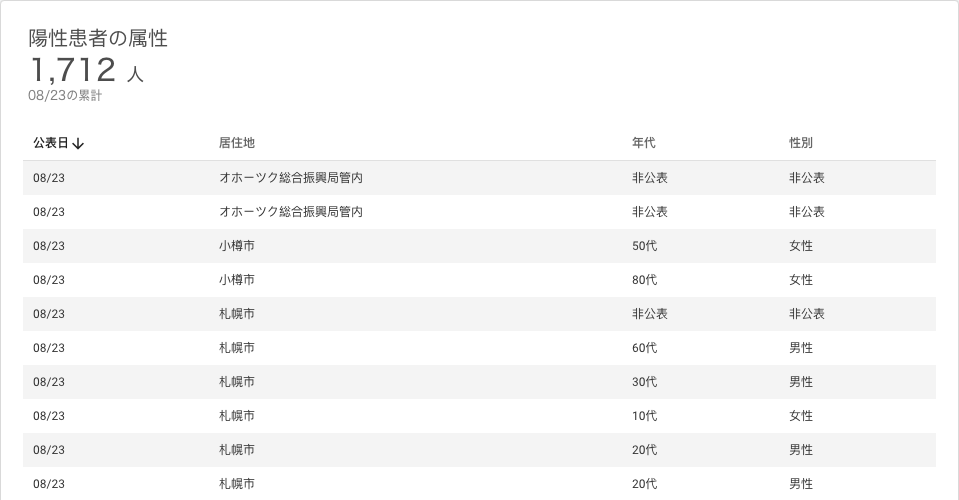 陽性患者の属性
1,712 人
08/23の累計
公表日↓ 居住地 年代 性別
08/23 オホーツク総合振興局管内 非公表 非公表
08/23 オホーツク総合振興局管内 非公表 非公表
08/23 小樽市 50代 女性
08/23 小樽市 80代 女性
08/23 札幌市 非公表 非公表
08/23 札幌市 60代 男性
08/23 札幌市 30代 男性
08/23 札幌市 10代 女性
08/23 札幌市 20代 男性
08/23 札幌市 20代 男性